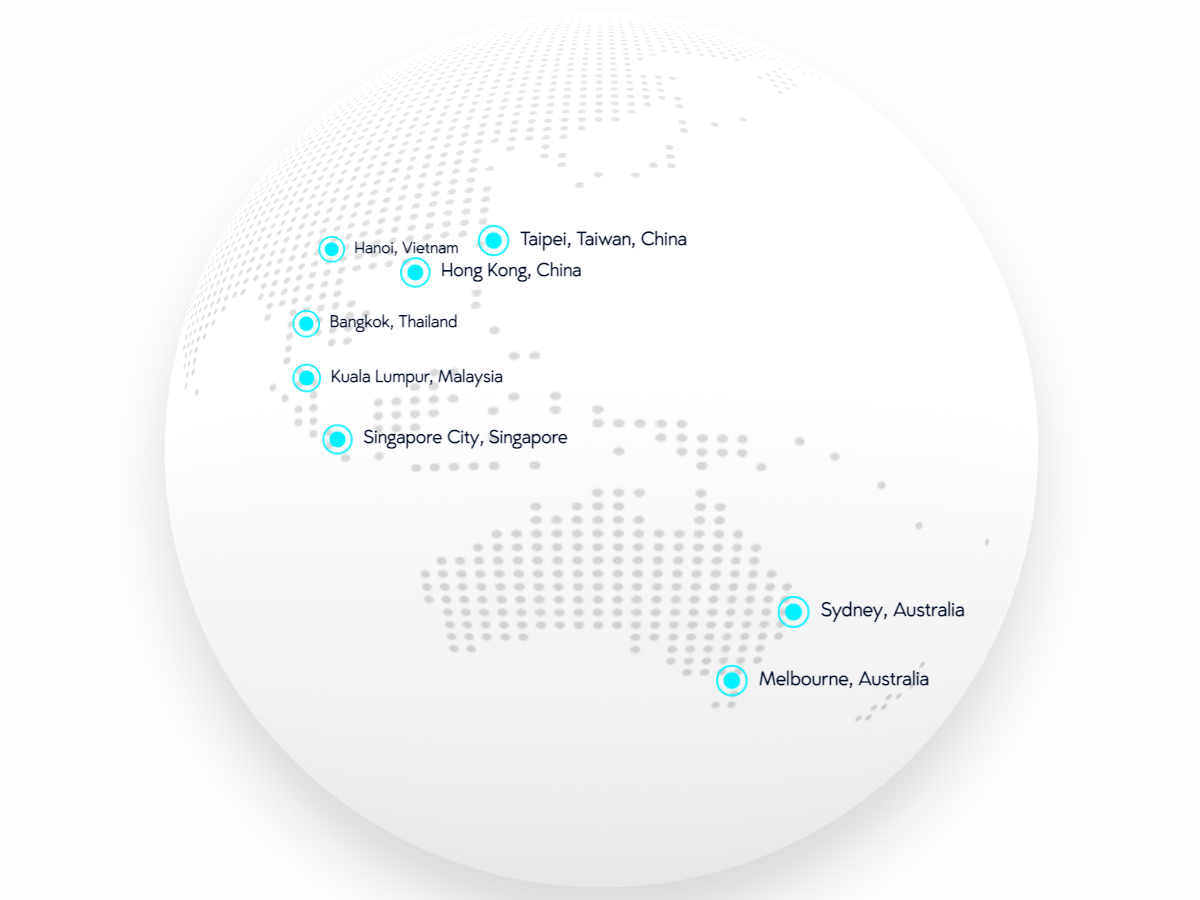 Taipei, Taiwan, China
Hanoi, Vietnam
Hong Kong, China
Bangkok, Thailand
Kuala Lumpur, Malaysia
Singapore City, Singapore
Sydney, Australia
Melbourne, Australia